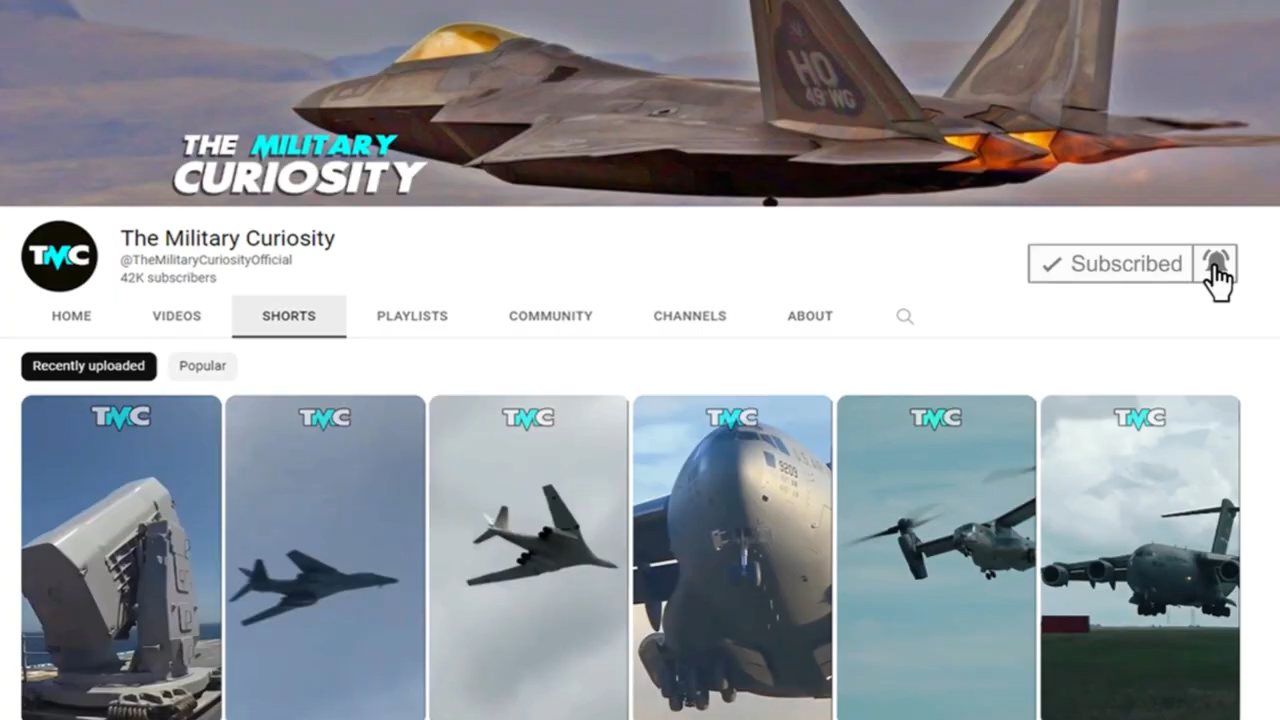 HO
49 WG
THE MILITARY
CURIOSITY
TMC
The Military Curiosity
@TheMilitaryCuriosityOfficial
42K subscribers
Subscribed
HOME VIDEOS SHORTS PLAYLISTS COMMUNITY CHANNELS ABOUT
Recently uploaded Popular
TMC TMC TMC TMC TMC TMC
9209